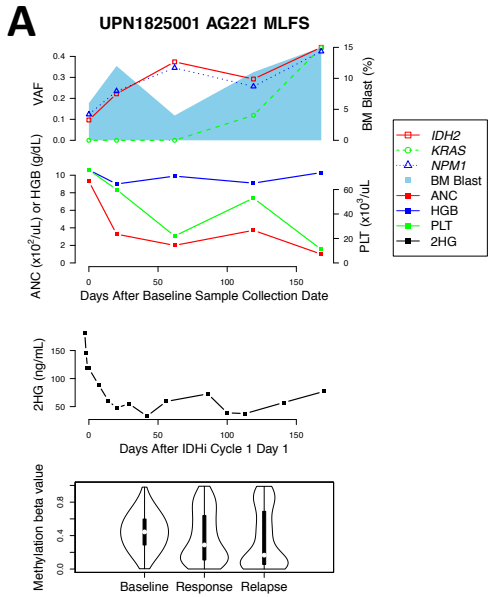 A
UPN1825001 AG221 MLFS
VAF
0.4
0.3
0.2
0.1
0.0
BM Blast (%)
15
10
5
0
ANC (x10²/uL) or HGB (g/dL)
10
8
6
4
2
0
PLT (x10³/uL)
60
40
20
0
0 50 100 150
Days After Baseline Sample Collection Date
IDH2
KRAS
NPM1
BM Blast
ANC
HGB
PLT
2HG
2HG (ng/mL)
150
100
50
0 50 100 150
Days After IDHi Cycle 1 Day 1
Methylation beta value
0.8
0.4
0.0
Baseline Response Relapse